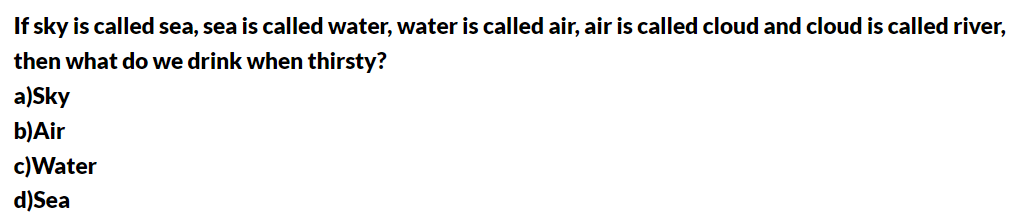 If sky is called sea, sea is called water, water is called air, air is called cloud and cloud is called river,
then what do we drink when thirsty?
a)Sky
b)Air
c)Water
d)Sea